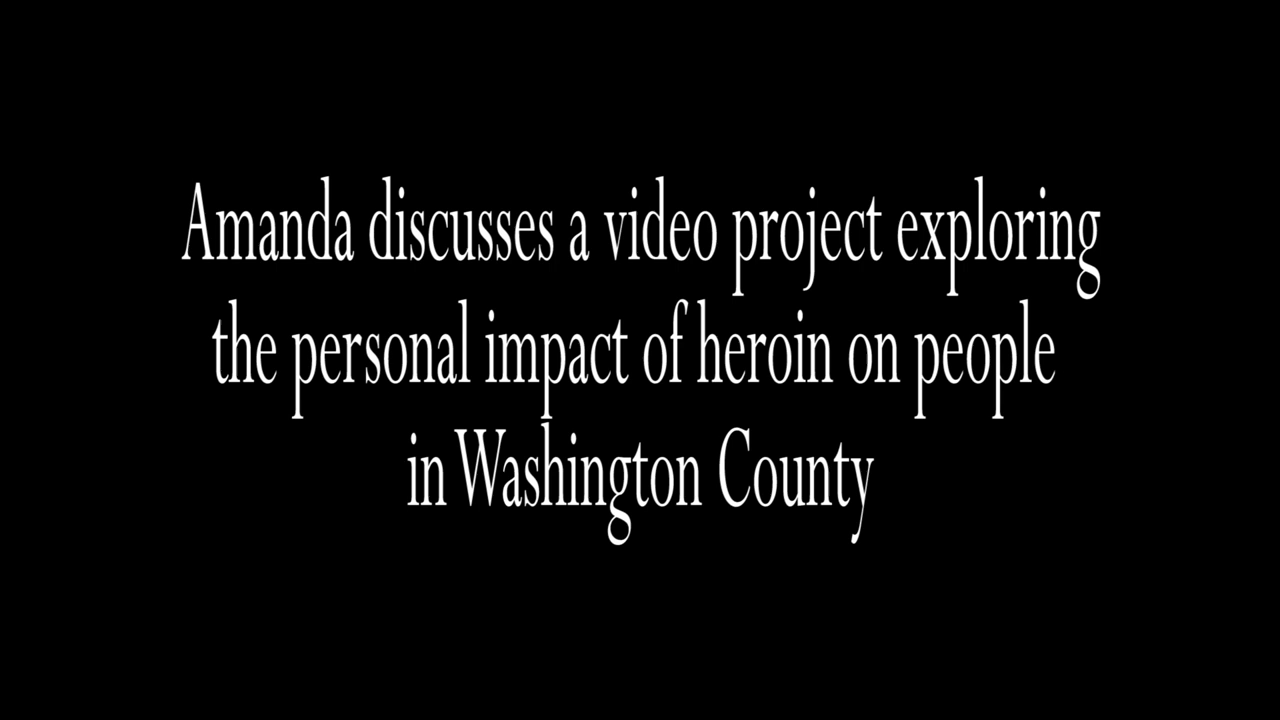 Amanda discusses a video project exploring
the personal impact of heroin on people
in Washington County